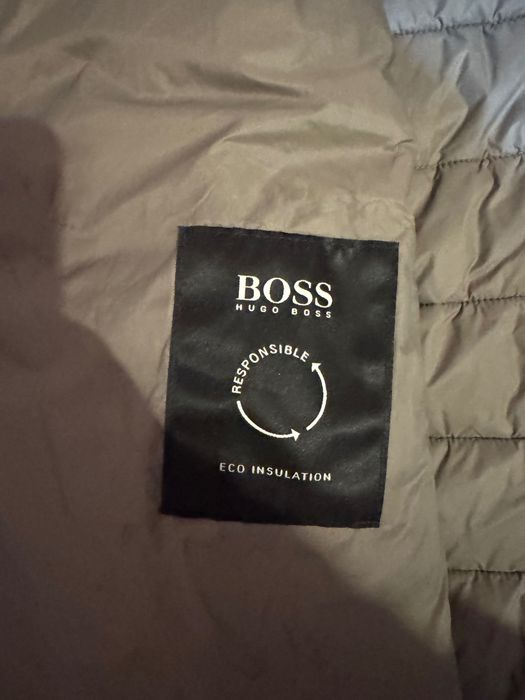 BOSS
HUGO BOSS
RESPONSIBLE
ECO INSULATION